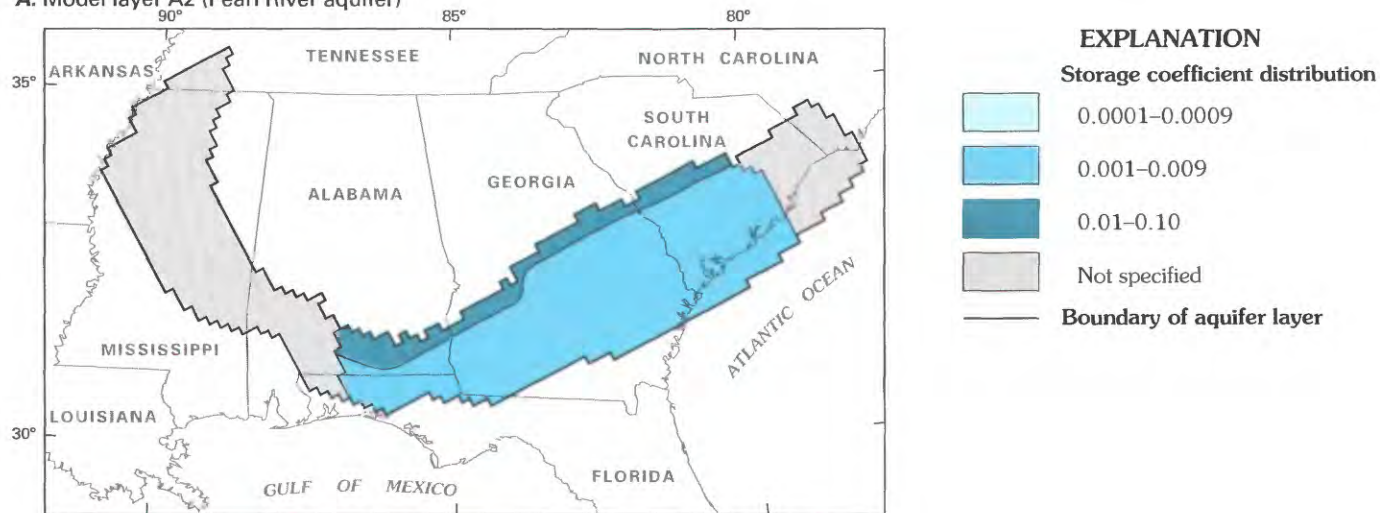 A. Model layer A2 (Pearl River aquifer)
90° 85° 80°
35°
30°
ARKANSAS
TENNESSEE
NORTH CAROLINA
SOUTH
CAROLINA
ALABAMA
GEORGIA
MISSISSIPPI
LOUISIANA
FLORIDA
GULF OF MEXICO
ATLANTIC OCEAN
EXPLANATION
Storage coefficient distribution
0.0001–0.0009
0.001–0.009
0.01–0.10
Not specified
Boundary of aquifer layer